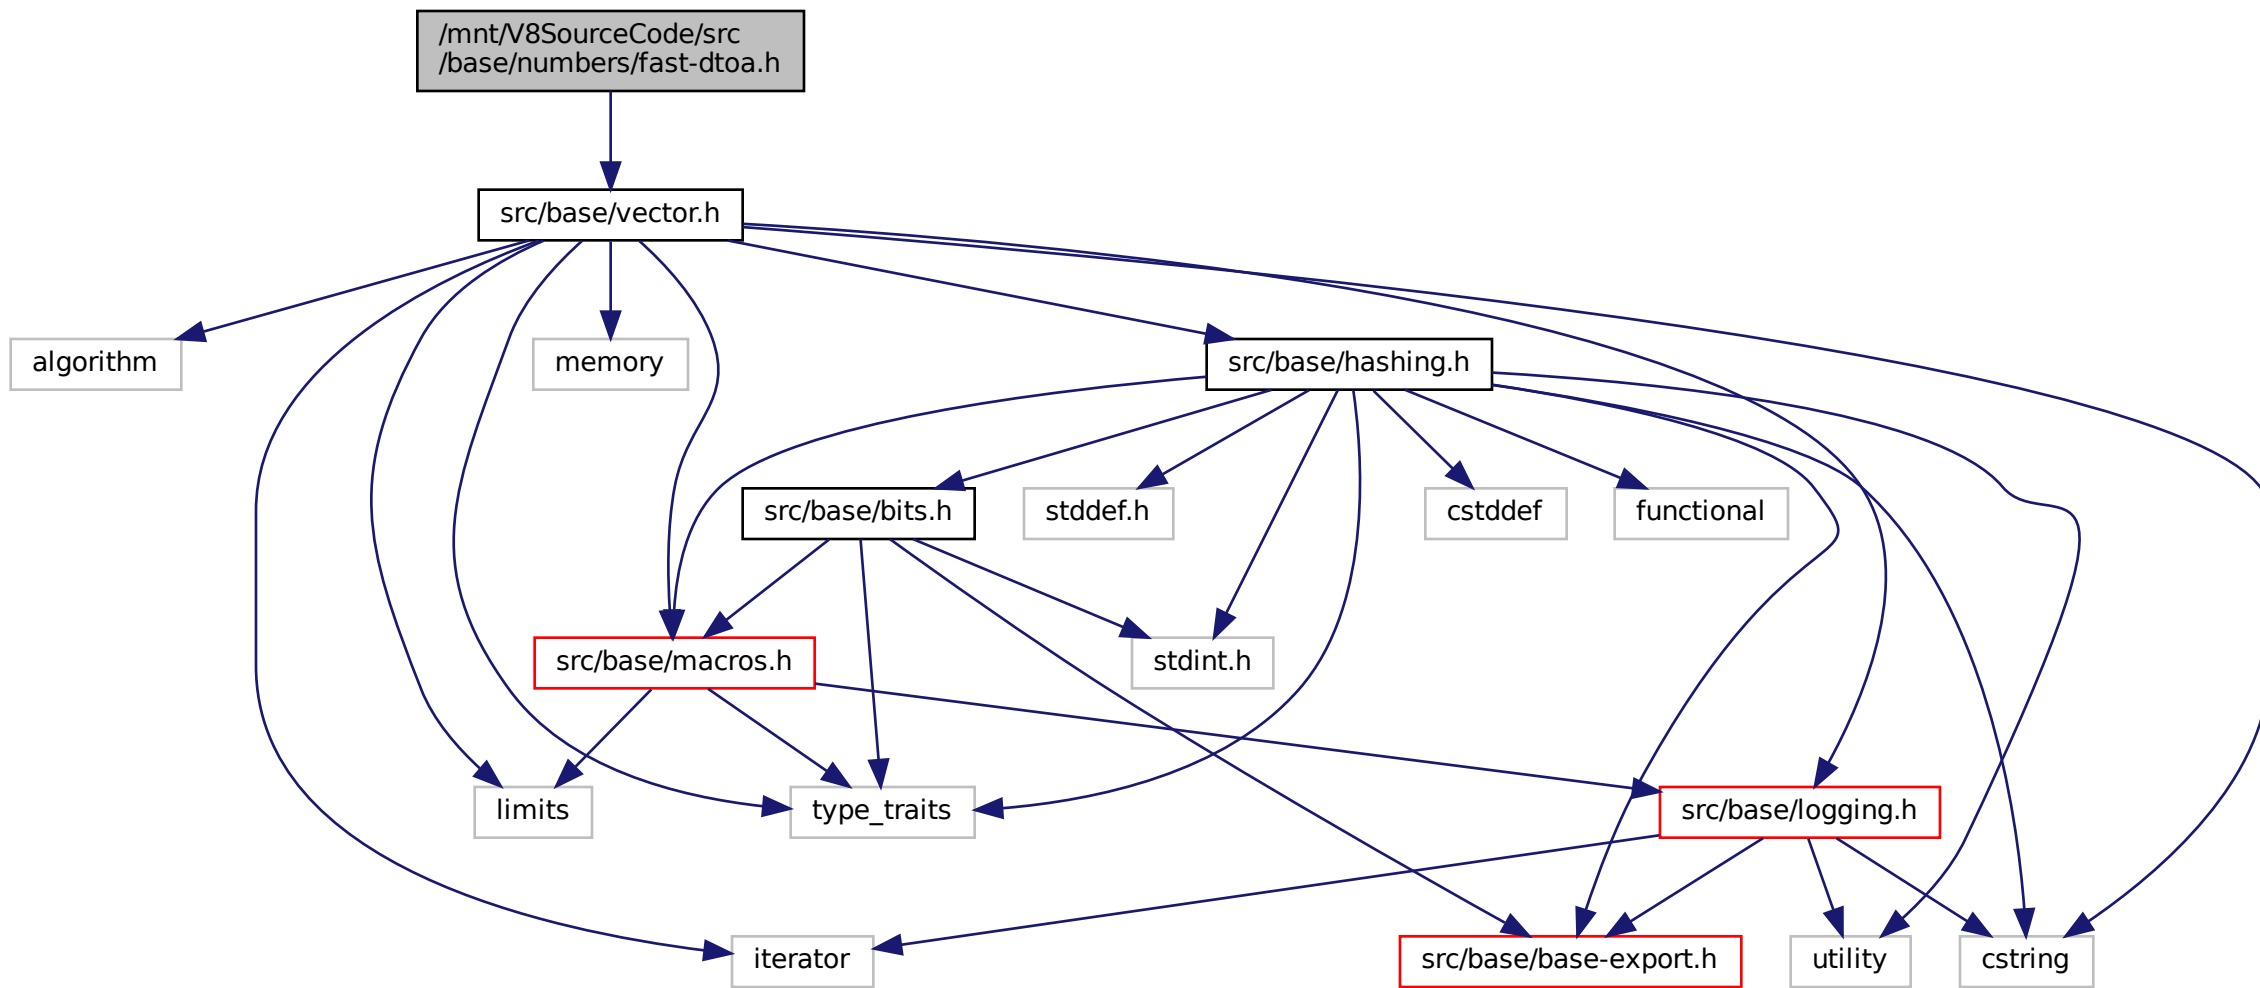 /mnt/V8SourceCode/src
/base/numbers/fast-dtoa.h
src/base/vector.h
algorithm
memory
src/base/hashing.h
src/base/bits.h
stddef.h
cstddef
functional
src/base/macros.h
stdint.h
limits
type_traits
src/base/logging.h
iterator
src/base/base-export.h
utility
cstring